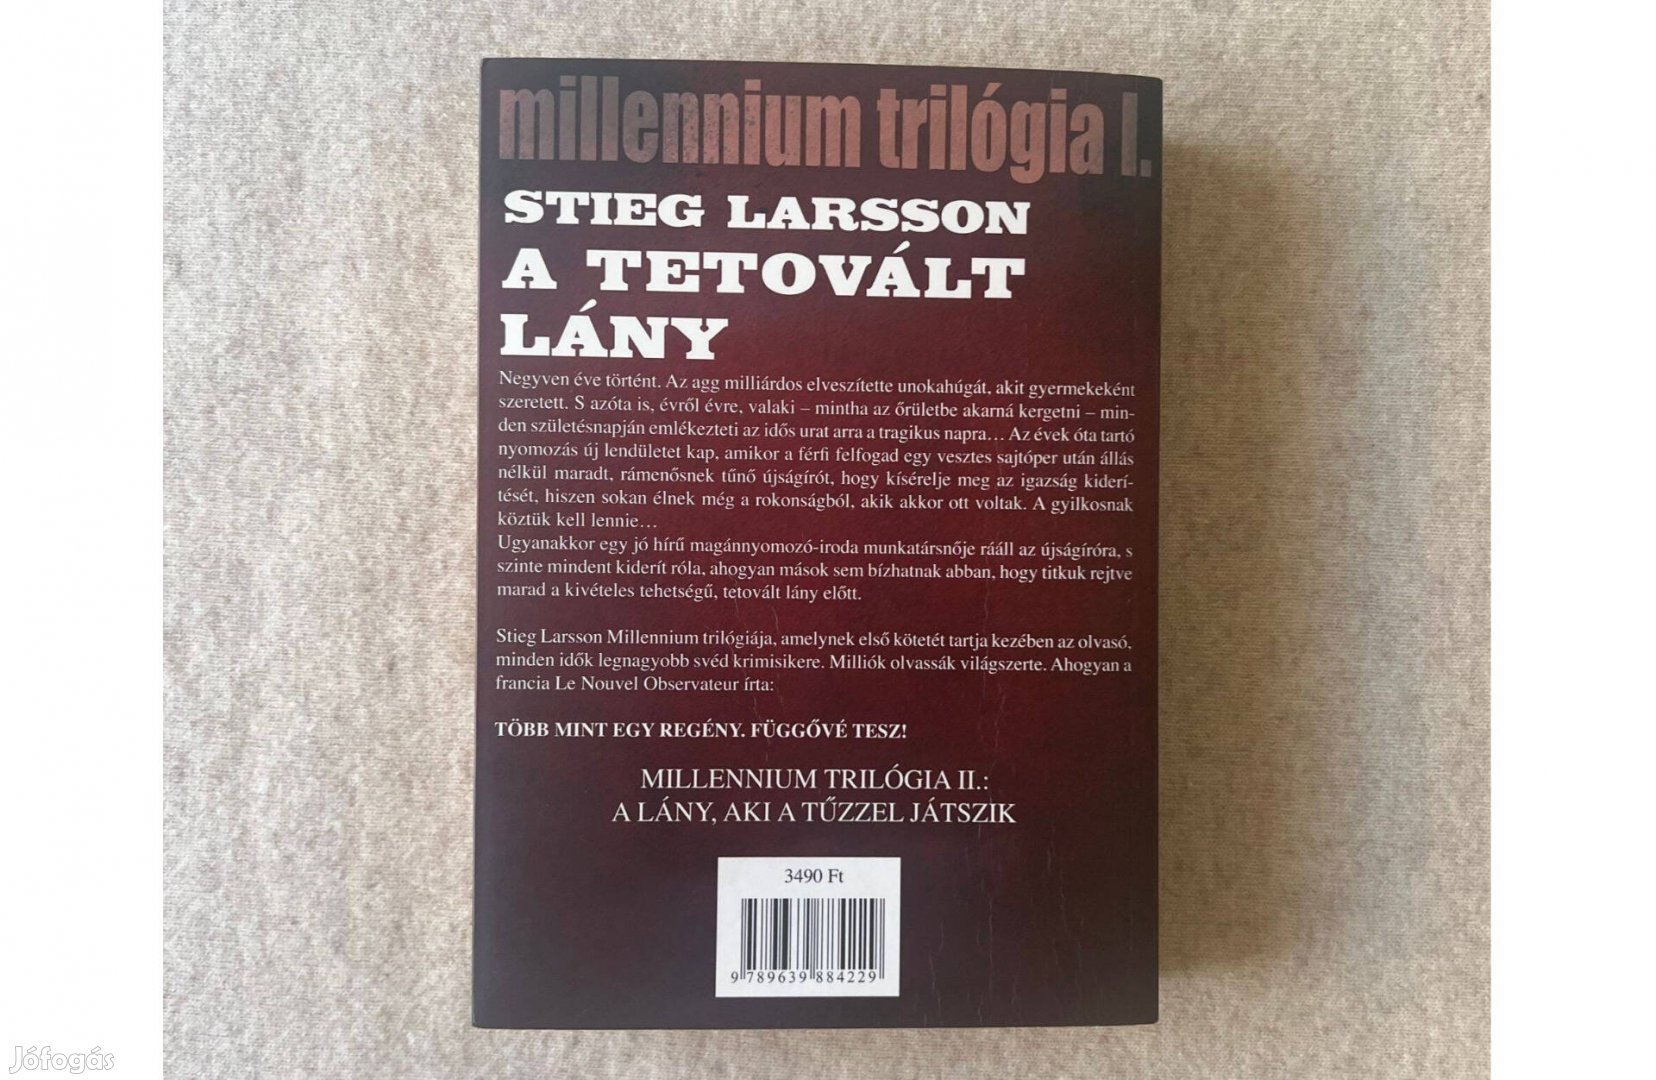 millennium trilógia I.
STIEG LARSSON
A TETOVÁLT
LÁNY
Negyven éve történt. Az agg milliárdos elveszítette unokahúgát, akit gyermekeként
szeretett. S azóta is, évről évre, valaki – mintha az őrületbe akarná kergetni – min-
den születésnapján emlékezteti az idős urat arra a tragikus napra… Az évek óta tartó
nyomozás új lendületet kap, amikor a férfi felfogad egy vesztes sajtóper után állás
nélkül maradt, rámenősnek tűnő újságírót, hogy kísérelje meg az igazság kiderí-
tését, hiszen sokan élnek még a rokonságból, akik akkor ott voltak. A gyilkosnak
köztük kell lennie…
Ugyanakkor egy jó hírű magánnyomozó-iroda munkatársnője rááll az újságíróra, s
szinte mindent kiderít róla, ahogyan mások sem bízhatnak abban, hogy titkuk rejtve
marad a kivételes tehetségű, tetovált lány előtt.
Stieg Larsson Millennium trilógiája, amelynek első kötetét tartja kezében az olvasó,
minden idők legnagyobb svéd krimisikere. Milliók olvassák világszerte. Ahogyan a
francia Le Nouvel Observateur írta:
TÖBB MINT EGY REGÉNY. FÜGGŐVÉ TESZ!
MILLENNIUM TRILÓGIA II.:
A LÁNY, AKI A TŰZZEL JÁTSZIK
3490 Ft
9 789639 884229
Jófogás